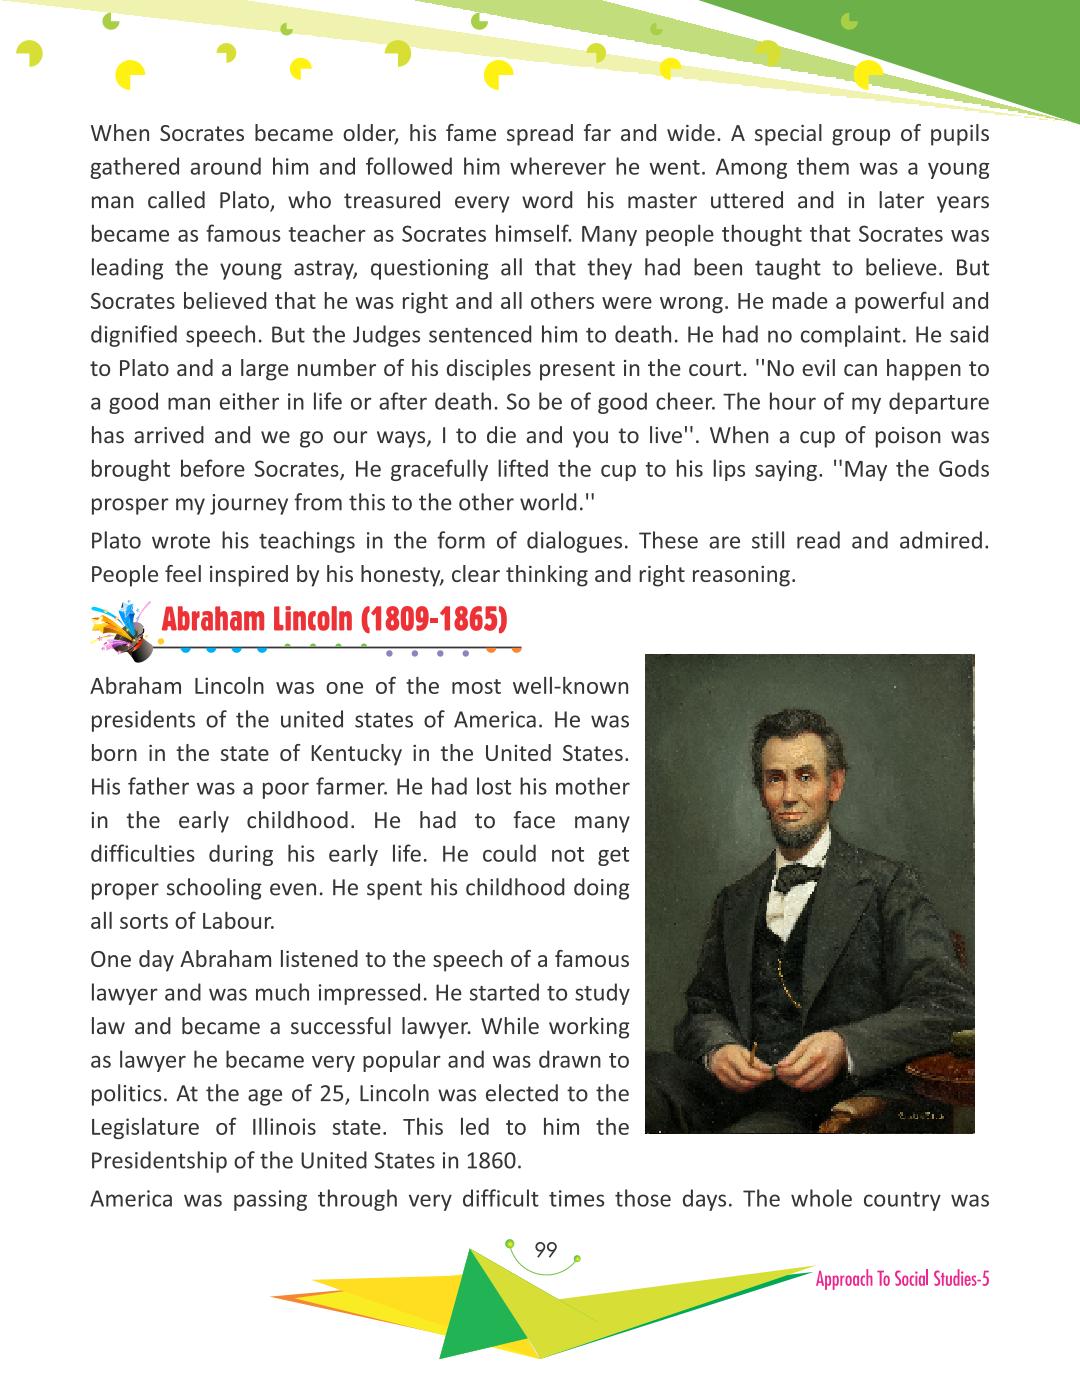 When Socrates became older, his fame spread far and wide. A special group of pupils
gathered around him and followed him wherever he went. Among them was a young
man called Plato, who treasured every word his master uttered and in later years
became as famous teacher as Socrates himself. Many people thought that Socrates was
leading the young astray, questioning all that they had been taught to believe. But
Socrates believed that he was right and all others were wrong. He made a powerful and
dignified speech. But the Judges sentenced him to death. He had no complaint. He said
to Plato and a large number of his disciples present in the court. ''No evil can happen to
a good man either in life or after death. So be of good cheer. The hour of my departure
has arrived and we go our ways, I to die and you to live''. When a cup of poison was
brought before Socrates, He gracefully lifted the cup to his lips saying. ''May the Gods
prosper my journey from this to the other world.''
Plato wrote his teachings in the form of dialogues. These are still read and admired.
People feel inspired by his honesty, clear thinking and right reasoning.
Abraham Lincoln (1809-1865)
Abraham Lincoln was one of the most well-known
presidents of the united states of America. He was
born in the state of Kentucky in the United States.
His father was a poor farmer. He had lost his mother
in the early childhood. He had to face many
difficulties during his early life. He could not get
proper schooling even. He spent his childhood doing
all sorts of Labour.
One day Abraham listened to the speech of a famous
lawyer and was much impressed. He started to study
law and became a successful lawyer. While working
as lawyer he became very popular and was drawn to
politics. At the age of 25, Lincoln was elected to the
Legislature of Illinois state. This led to him the
Presidentship of the United States in 1860.
America was passing through very difficult times those days. The whole country was
99
Approach To Social Studies-5